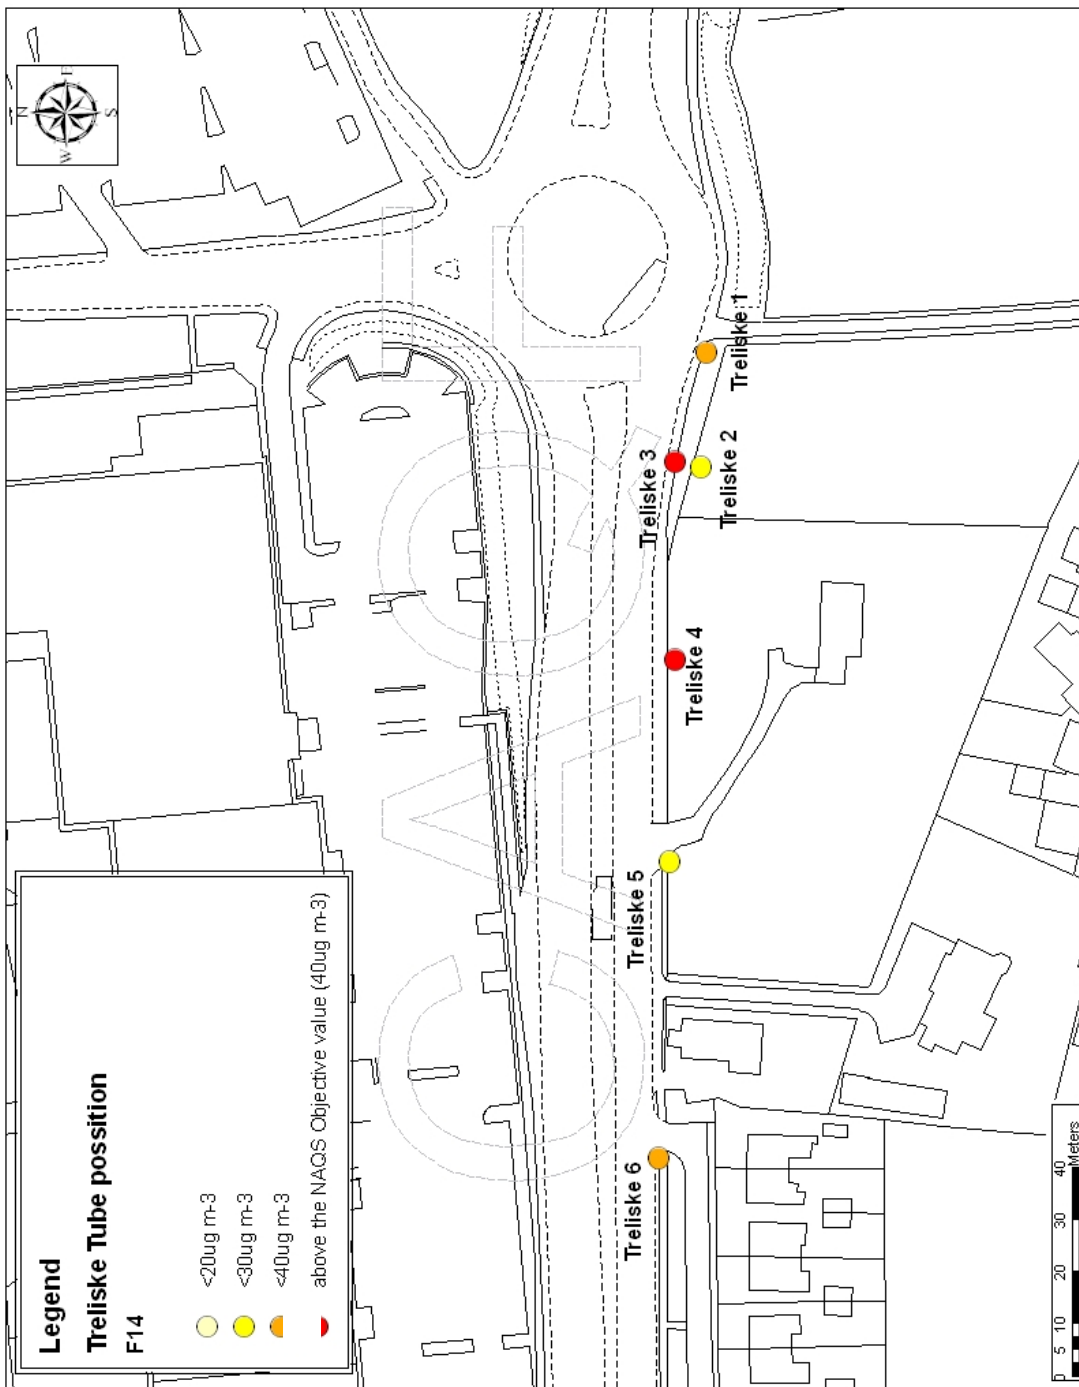 N
E
S
W
Legend
Treliske Tube possition
F14
<20ug m-3
<30ug m-3
<40ug m-3
above the NAQS Objective value (40ug m-3)
Treliske 1
Treliske 2
Treliske 3
Treliske 4
Treliske 5
Treliske 6
0 5 10 20 30 40
Meters